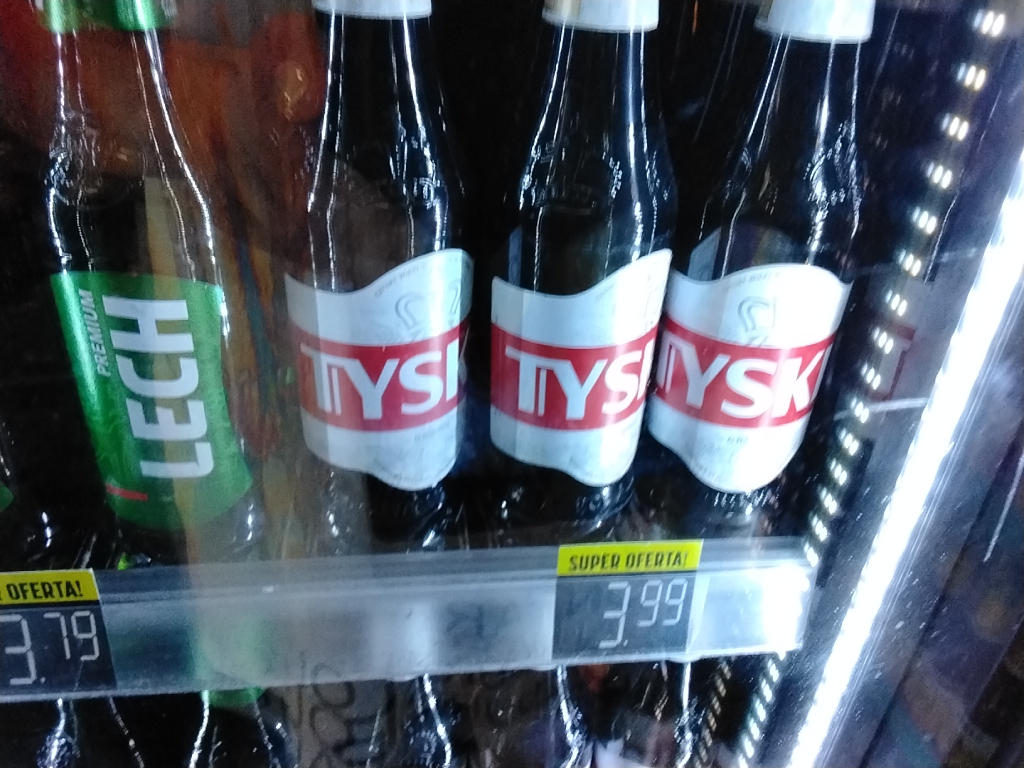 PREMIUM
LECH
TYSK
TYSK
TYSK
OFERTA!
3.79
SUPER OFERTA!
3.99